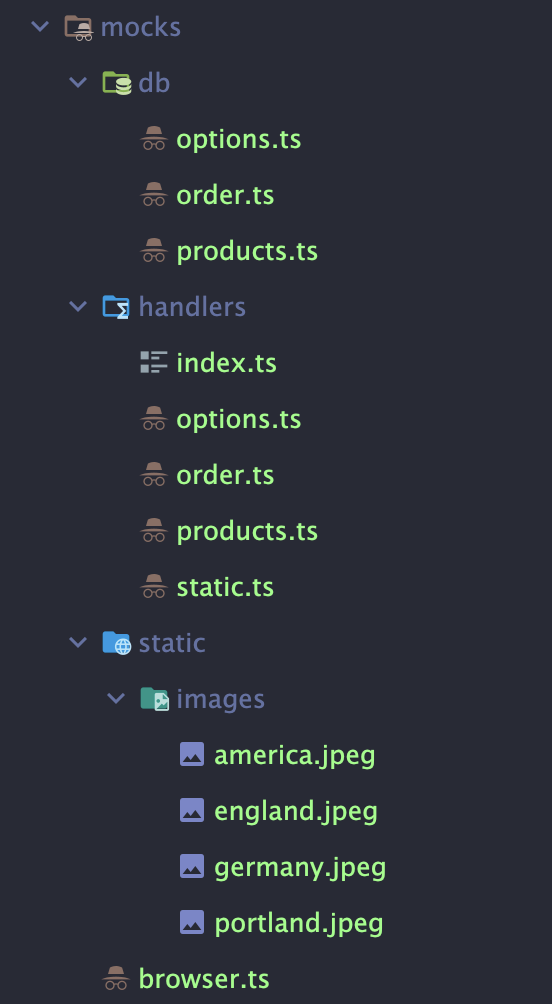 mocks
db
options.ts
order.ts
products.ts
handlers
index.ts
options.ts
order.ts
products.ts
static.ts
static
images
america.jpeg
england.jpeg
germany.jpeg
portland.jpeg
browser.ts